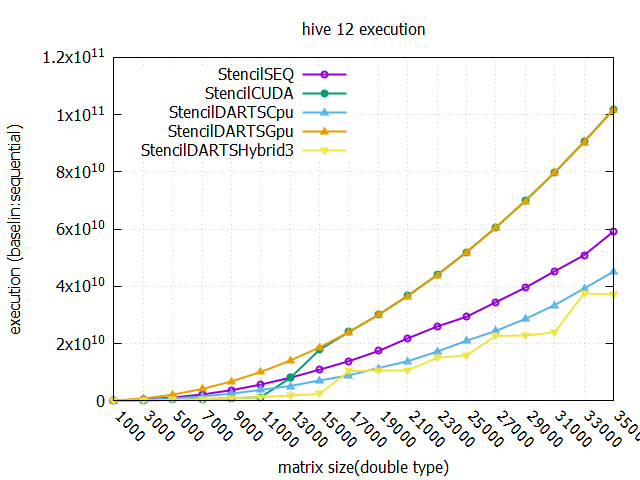 hive 12 execution
1.2x10¹¹
1x10¹¹
8x10¹⁰
6x10¹⁰
4x10¹⁰
2x10¹⁰
0
execution (baselin:sequential)
StencilSEQ
StencilCUDA
StencilDARTSCpu
StencilDARTSGpu
StencilDARTSHybrid3
1000
3000
5000
7000
9000
11000
13000
15000
17000
19000
21000
23000
25000
27000
29000
31000
33000
matrix size(double type)